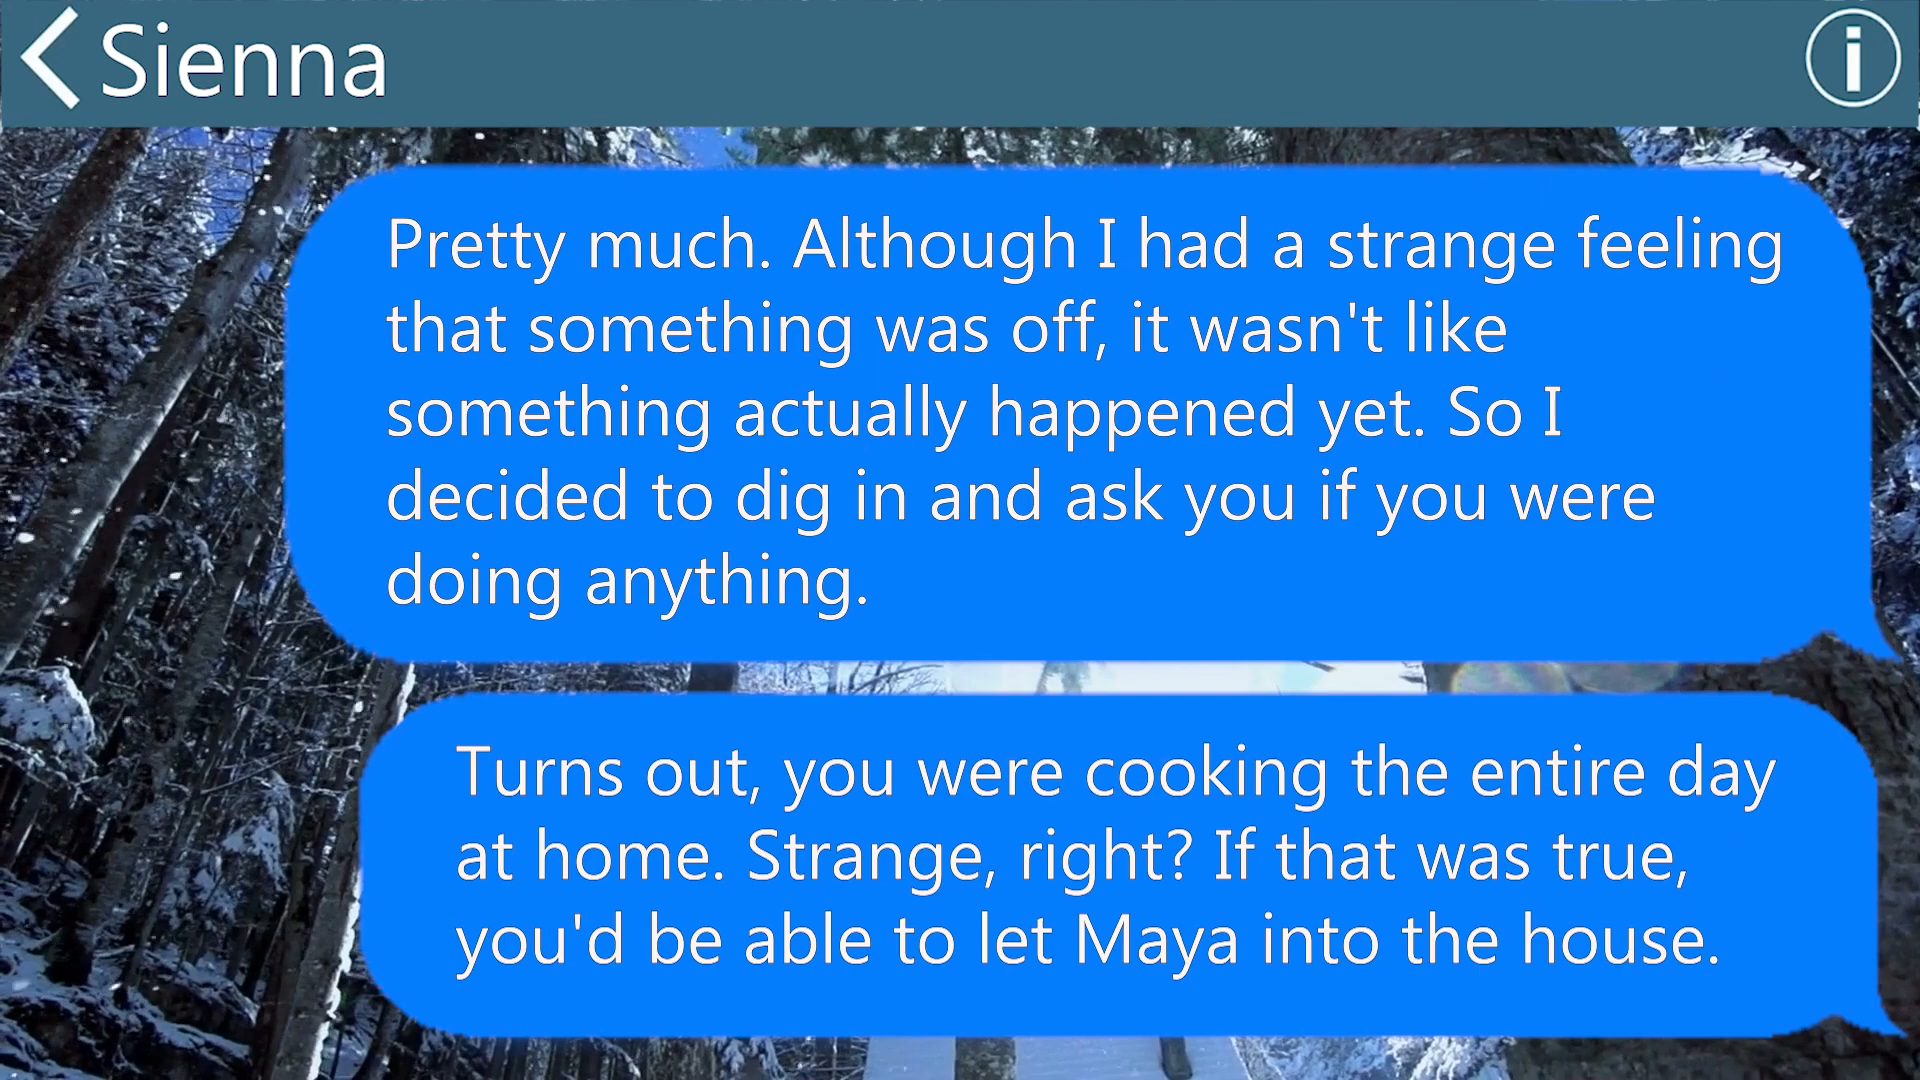 Sienna
Pretty much. Although I had a strange feeling
that something was off, it wasn't like
something actually happened yet. So I
decided to dig in and ask you if you were
doing anything.
Turns out, you were cooking the entire day
at home. Strange, right? If that was true,
you'd be able to let Maya into the house.